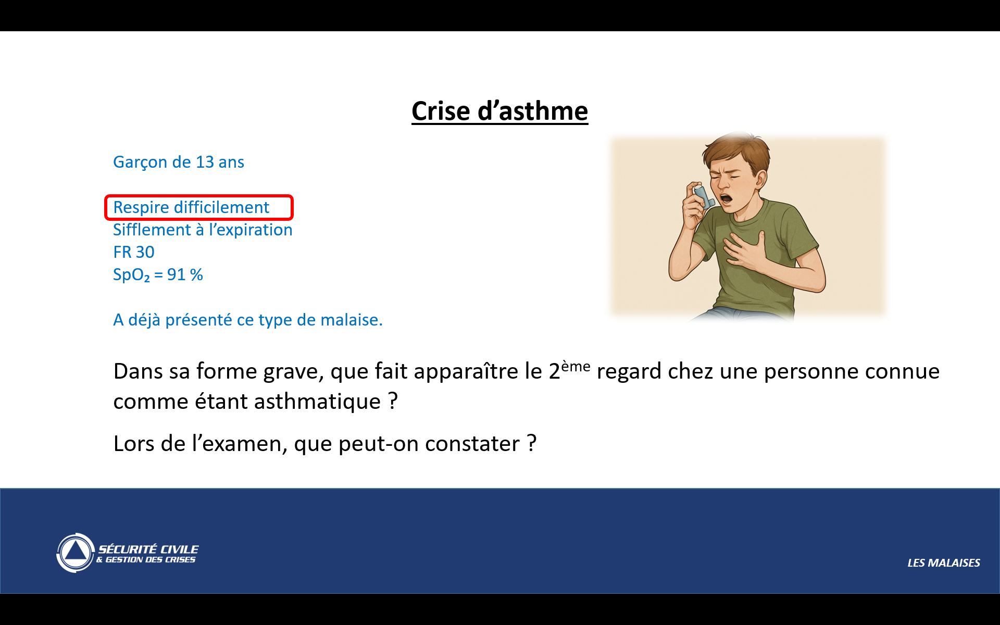 Crise d’asthme
Garçon de 13 ans
Respire difficilement
Sifflement à l’expiration
FR 30
SpO₂ = 91 %
A déjà présenté ce type de malaise.
Dans sa forme grave, que fait apparaître le 2ème regard chez une personne connue
comme étant asthmatique ?
Lors de l’examen, que peut-on constater ?
SÉCURITÉ CIVILE
& GESTION DES CRISES
LES MALAISES